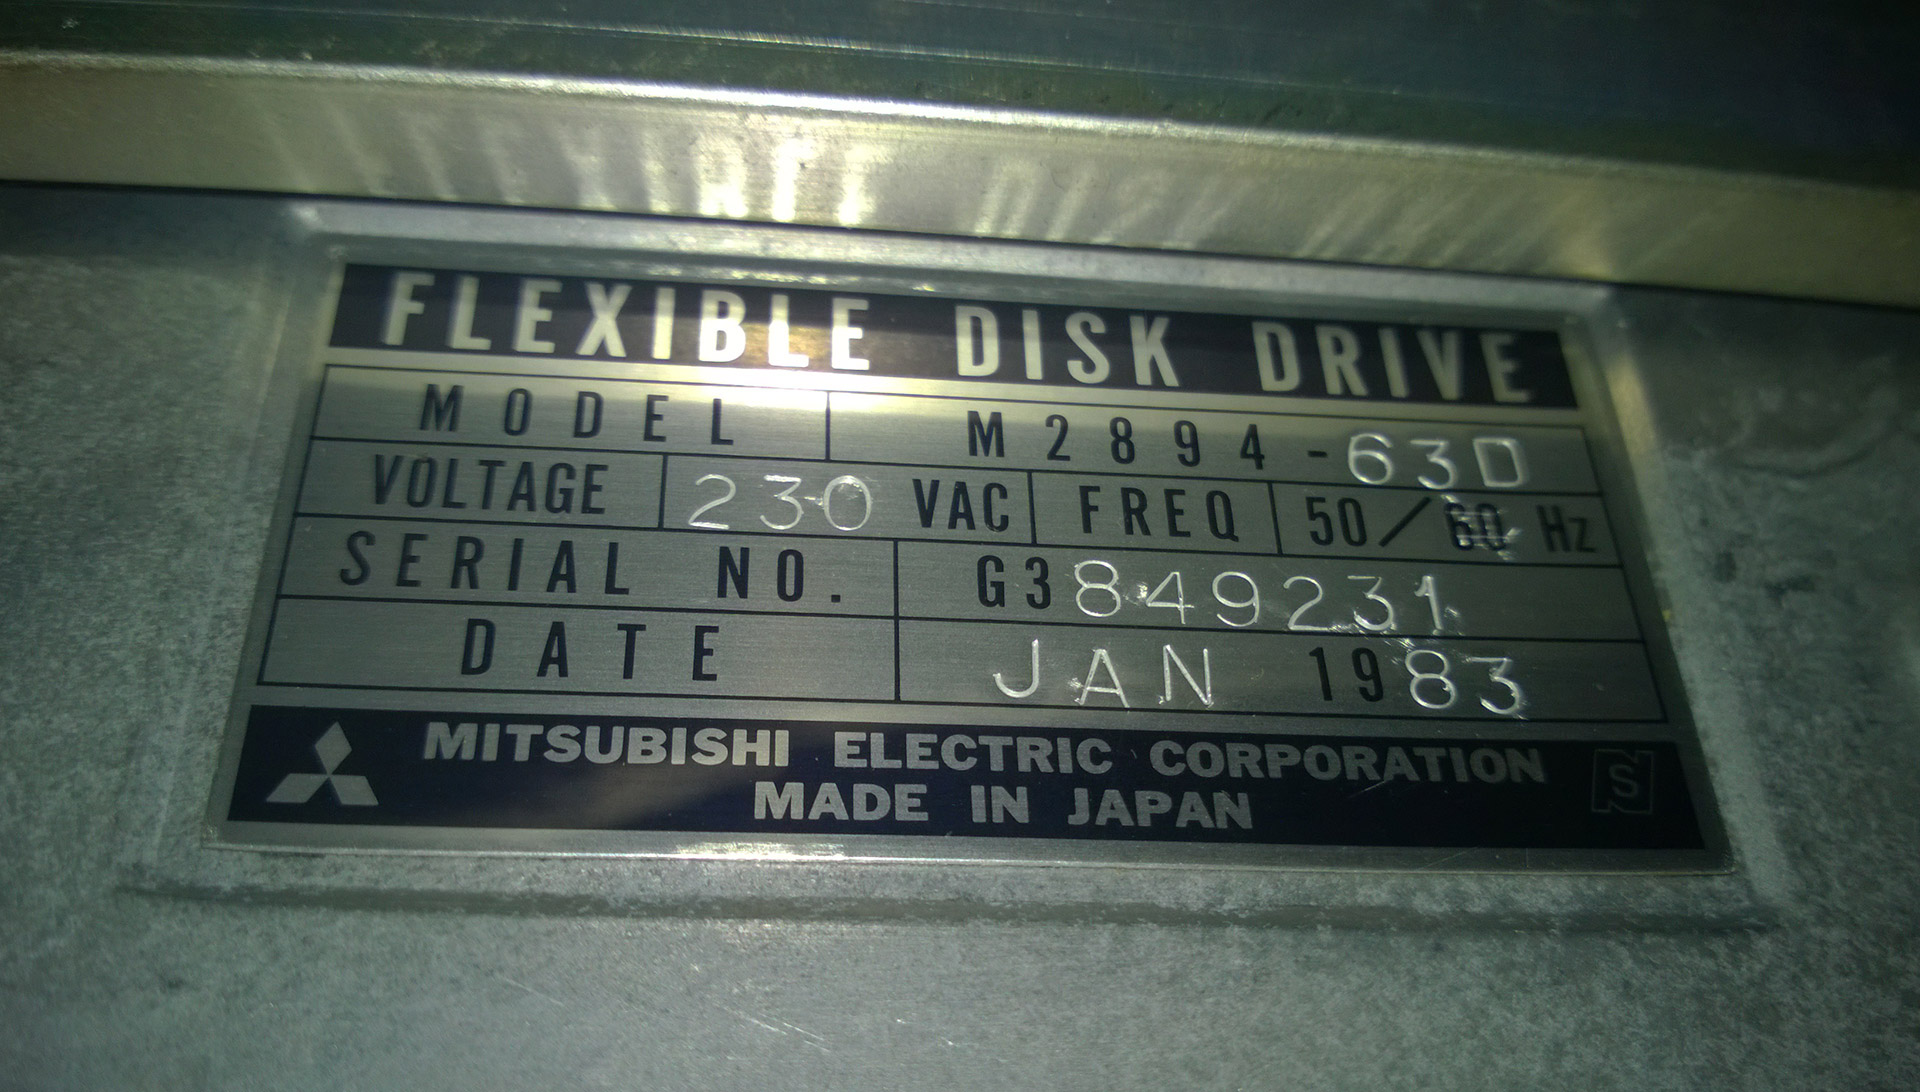 FLEXIBLE DISK DRIVE
MODEL M2894-63D
VOLTAGE 230 VAC FREQ 50/60 Hz
SERIAL NO. G3849231
DATE JAN 1983
MITSUBISHI ELECTRIC CORPORATION
MADE IN JAPAN
NS